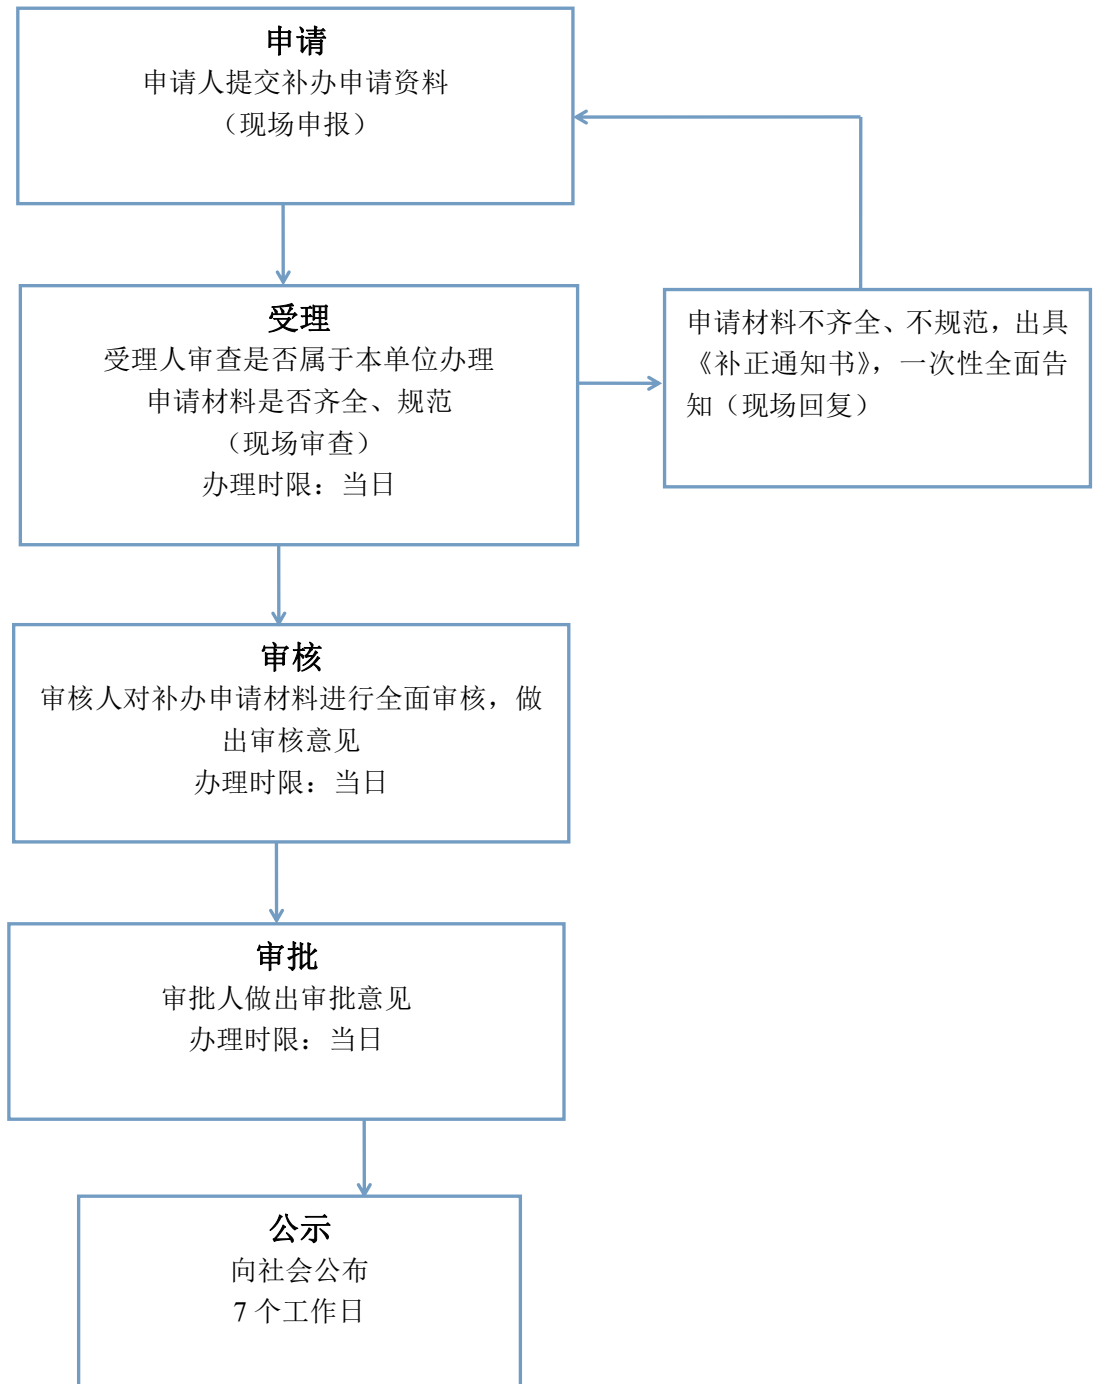 申请
申请人提交补办申请资料
（现场申报）
受理
受理人审查是否属于本单位办理
申请材料是否齐全、规范
（现场审查）
办理时限：当日
申请材料不齐全、不规范，出具
《补正通知书》，一次性全面告
知（现场回复）
审核
审核人对补办申请材料进行全面审核，做
出审核意见
办理时限：当日
审批
审批人做出审批意见
办理时限：当日
公示
向社会公布
7 个工作日